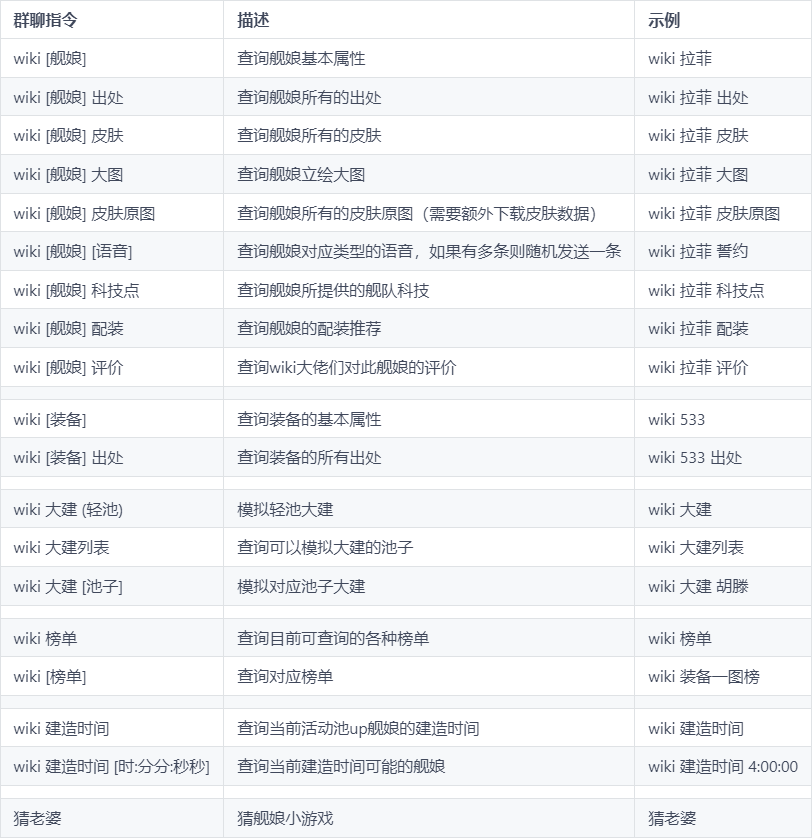 群聊指令 描述 示例
wiki [舰娘] 查询舰娘基本属性 wiki 拉菲
wiki [舰娘] 出处 查询舰娘所有的出处 wiki 拉菲 出处
wiki [舰娘] 皮肤 查询舰娘所有的皮肤 wiki 拉菲 皮肤
wiki [舰娘] 大图 查询舰娘立绘大图 wiki 拉菲 大图
wiki [舰娘] 皮肤原图 查询舰娘所有的皮肤原图（需要额外下载皮肤数据） wiki 拉菲 皮肤原图
wiki [舰娘] [语音] 查询舰娘对应类型的语音，如果有多条则随机发送一条 wiki 拉菲 誓约
wiki [舰娘] 科技点 查询舰娘所提供的舰队科技 wiki 拉菲 科技点
wiki [舰娘] 配装 查询舰娘的配装推荐 wiki 拉菲 配装
wiki [舰娘] 评价 查询wiki大佬们对此舰娘的评价 wiki 拉菲 评价
wiki [装备] 查询装备的基本属性 wiki 533
wiki [装备] 出处 查询装备的所有出处 wiki 533 出处
wiki 大建 (轻池) 模拟轻池大建 wiki 大建
wiki 大建列表 查询可以模拟大建的池子 wiki 大建列表
wiki 大建 [池子] 模拟对应池子大建 wiki 大建 胡滕
wiki 榜单 查询目前可查询的各种榜单 wiki 榜单
wiki [榜单] 查询对应榜单 wiki 装备一图榜
wiki 建造时间 查询当前活动池up舰娘的建造时间 wiki 建造时间
wiki 建造时间 [时:分分:秒秒] 查询当前建造时间可能的舰娘 wiki 建造时间 4:00:00
猜老婆 猜舰娘小游戏 猜老婆